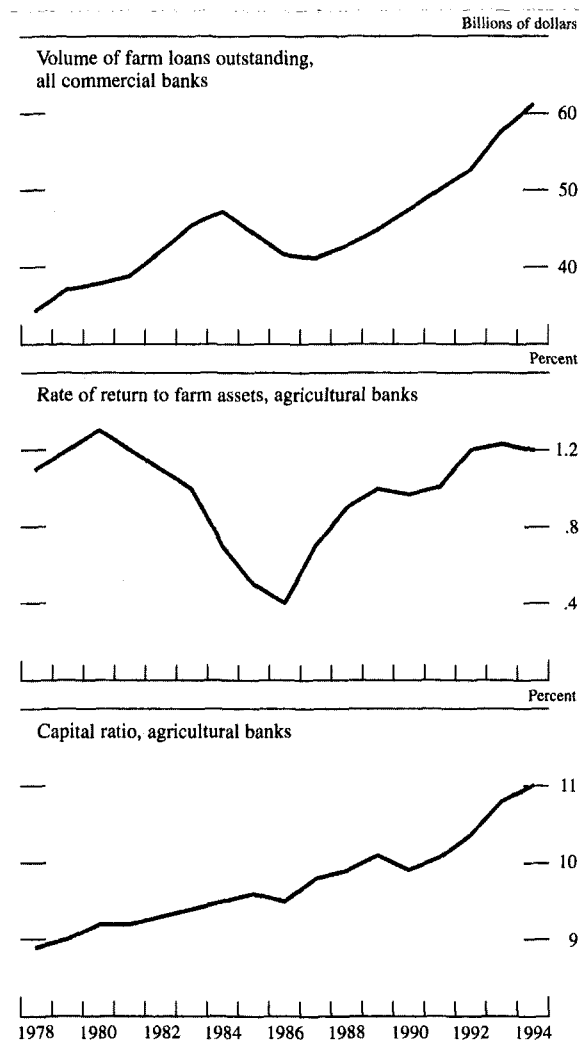 Billions of dollars
Volume of farm loans outstanding,
all commercial banks
60
50
40
Percent
Rate of return to farm assets, agricultural banks
1.2
.8
.4
Percent
Capital ratio, agricultural banks
11
10
9
1978 1980 1982 1984 1986 1988 1990 1992 1994